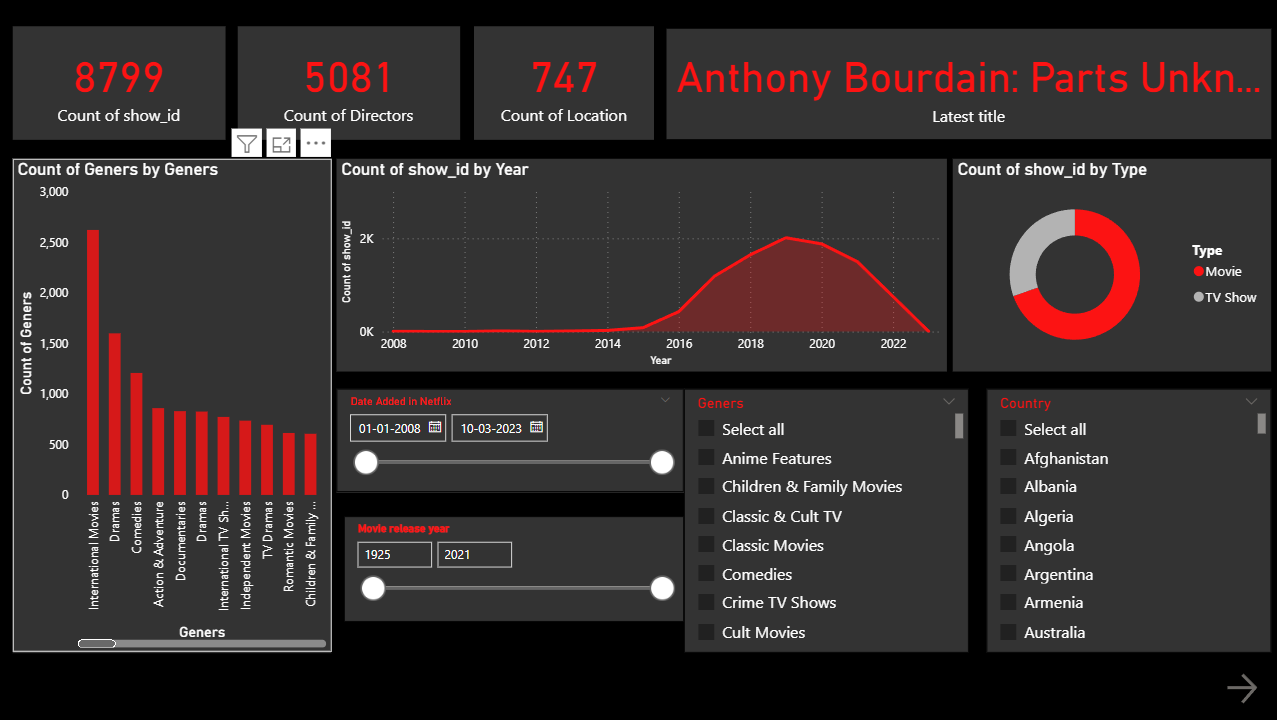 8799
Count of show_id
5081
Count of Directors
747
Count of Location
Anthony Bourdain: Parts Unkn...
Latest title
Count of Geners by Geners
Count of Geners
3,000
2,500
2,000
1,500
1,000
500
0
International Movies
Dramas
Comedies
Action & Adventure
Documentaries
Dramas
International TV Sh...
Independent Movies
TV Dramas
Romantic Movies
Children & Family ...
Geners
Count of show_id by Year
Count of show_id
2K
0K
2008 2010 2012 2014 2016 2018 2020 2022
Year
Count of show_id by Type
Type
Movie
TV Show
Date Added in Netflix
01-01-2008 10-03-2023
Movie release year
1925 2021
Geners
Select all
Anime Features
Children & Family Movies
Classic & Cult TV
Classic Movies
Comedies
Crime TV Shows
Cult Movies
Country
Select all
Afghanistan
Albania
Algeria
Angola
Argentina
Armenia
Australia